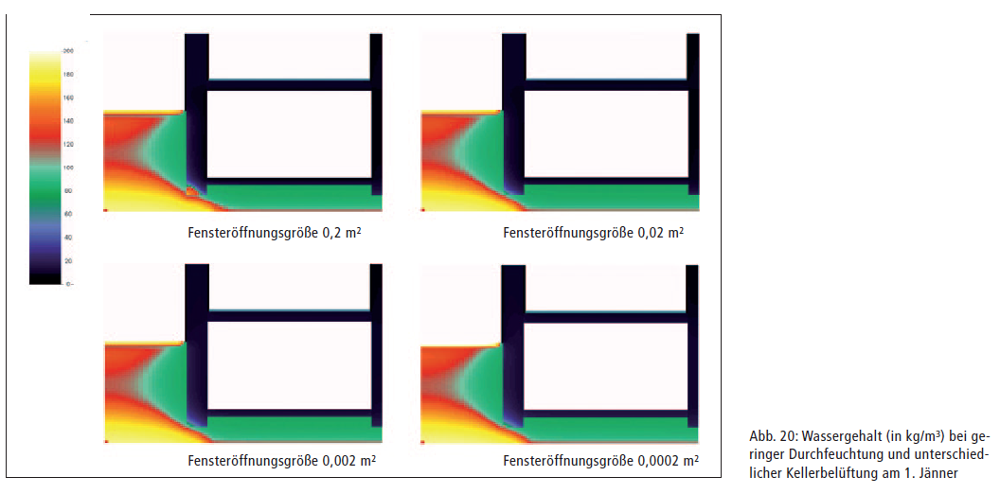 200
180
160
140
120
100
80
60
40
20
0
Fensteröffnungsgröße 0,2 m²
Fensteröffnungsgröße 0,02 m²
Fensteröffnungsgröße 0,002 m²
Fensteröffnungsgröße 0,0002 m²
Abb. 20: Wassergehalt (in kg/m³) bei ge-
ringer Durchfeuchtung und unterschied-
licher Kellerbelüftung am 1. Jänner